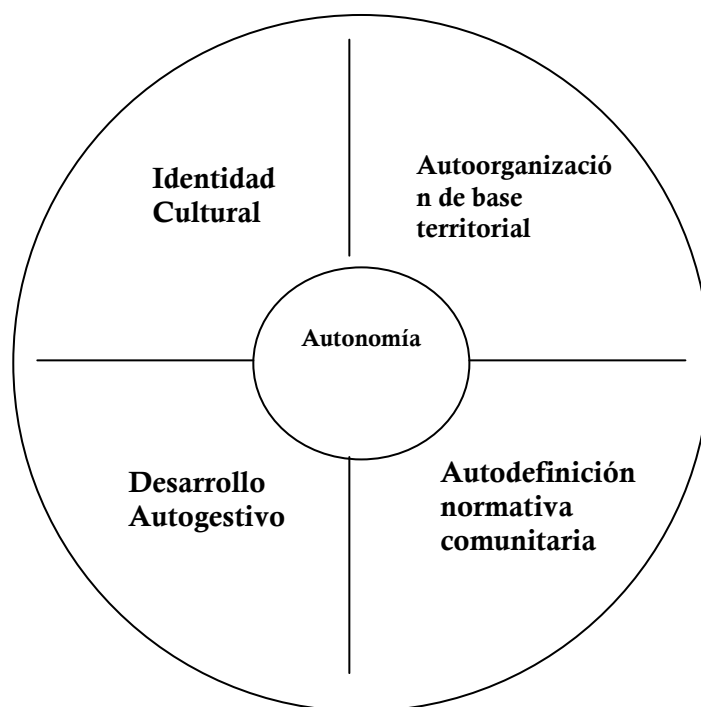 Identidad
Cultural
Autoorganizació
n de base
territorial
Autonomía
Desarrollo
Autogestivo
Autodefinición
normativa
comunitaria